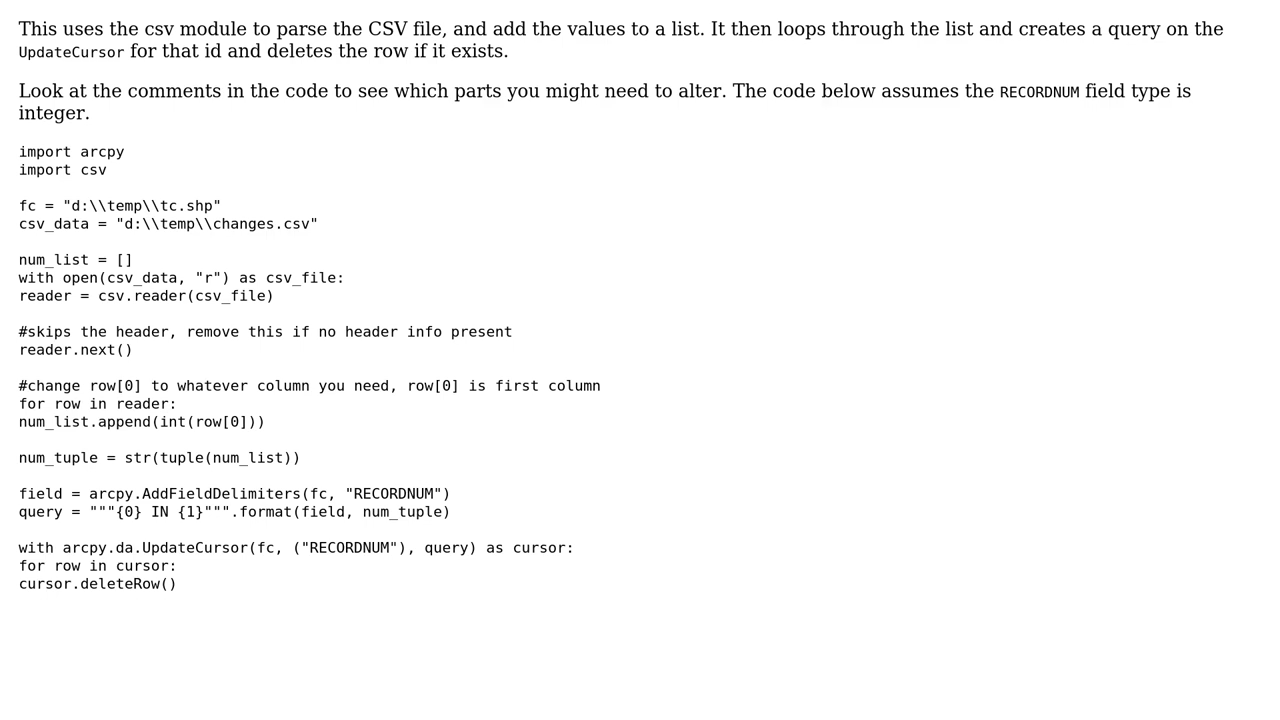 This uses the csv module to parse the CSV file, and add the values to a list. It then loops through the list and creates a query on the
UpdateCursor for that id and deletes the row if it exists.
Look at the comments in the code to see which parts you might need to alter. The code below assumes the RECORDNUM field type is
integer.
import arcpy
import csv
fc = "d:\\temp\\tc.shp"
csv_data = "d:\\temp\\changes.csv"
num_list = []
with open(csv_data, "r") as csv_file:
reader = csv.reader(csv_file)
#skips the header, remove this if no header info present
reader.next()
#change row[0] to whatever column you need, row[0] is first column
for row in reader:
num_list.append(int(row[0]))
num_tuple = str(tuple(num_list))
field = arcpy.AddFieldDelimiters(fc, "RECORDNUM")
query = """{0} IN {1}""".format(field, num_tuple)
with arcpy.da.UpdateCursor(fc, ("RECORDNUM"), query) as cursor:
for row in cursor:
cursor.deleteRow()